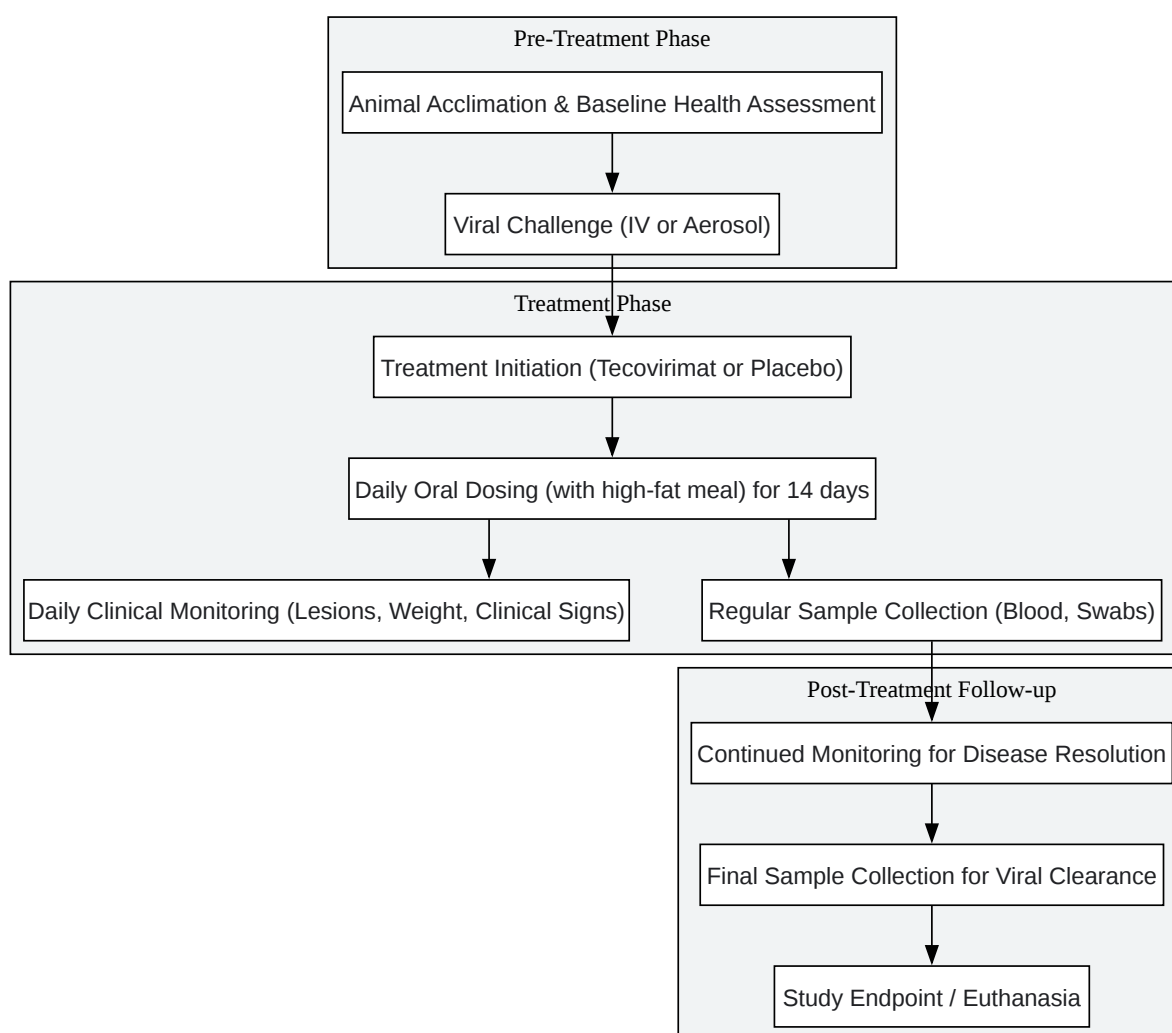 Pre-Treatment Phase
Animal Acclimation & Baseline Health Assessment
Viral Challenge (IV or Aerosol)
Treatment Phase
Treatment Initiation (Tecovirimat or Placebo)
Daily Oral Dosing (with high-fat meal) for 14 days
Daily Clinical Monitoring (Lesions, Weight, Clinical Signs)
Regular Sample Collection (Blood, Swabs)
Post-Treatment Follow-up
Continued Monitoring for Disease Resolution
Final Sample Collection for Viral Clearance
Study Endpoint / Euthanasia